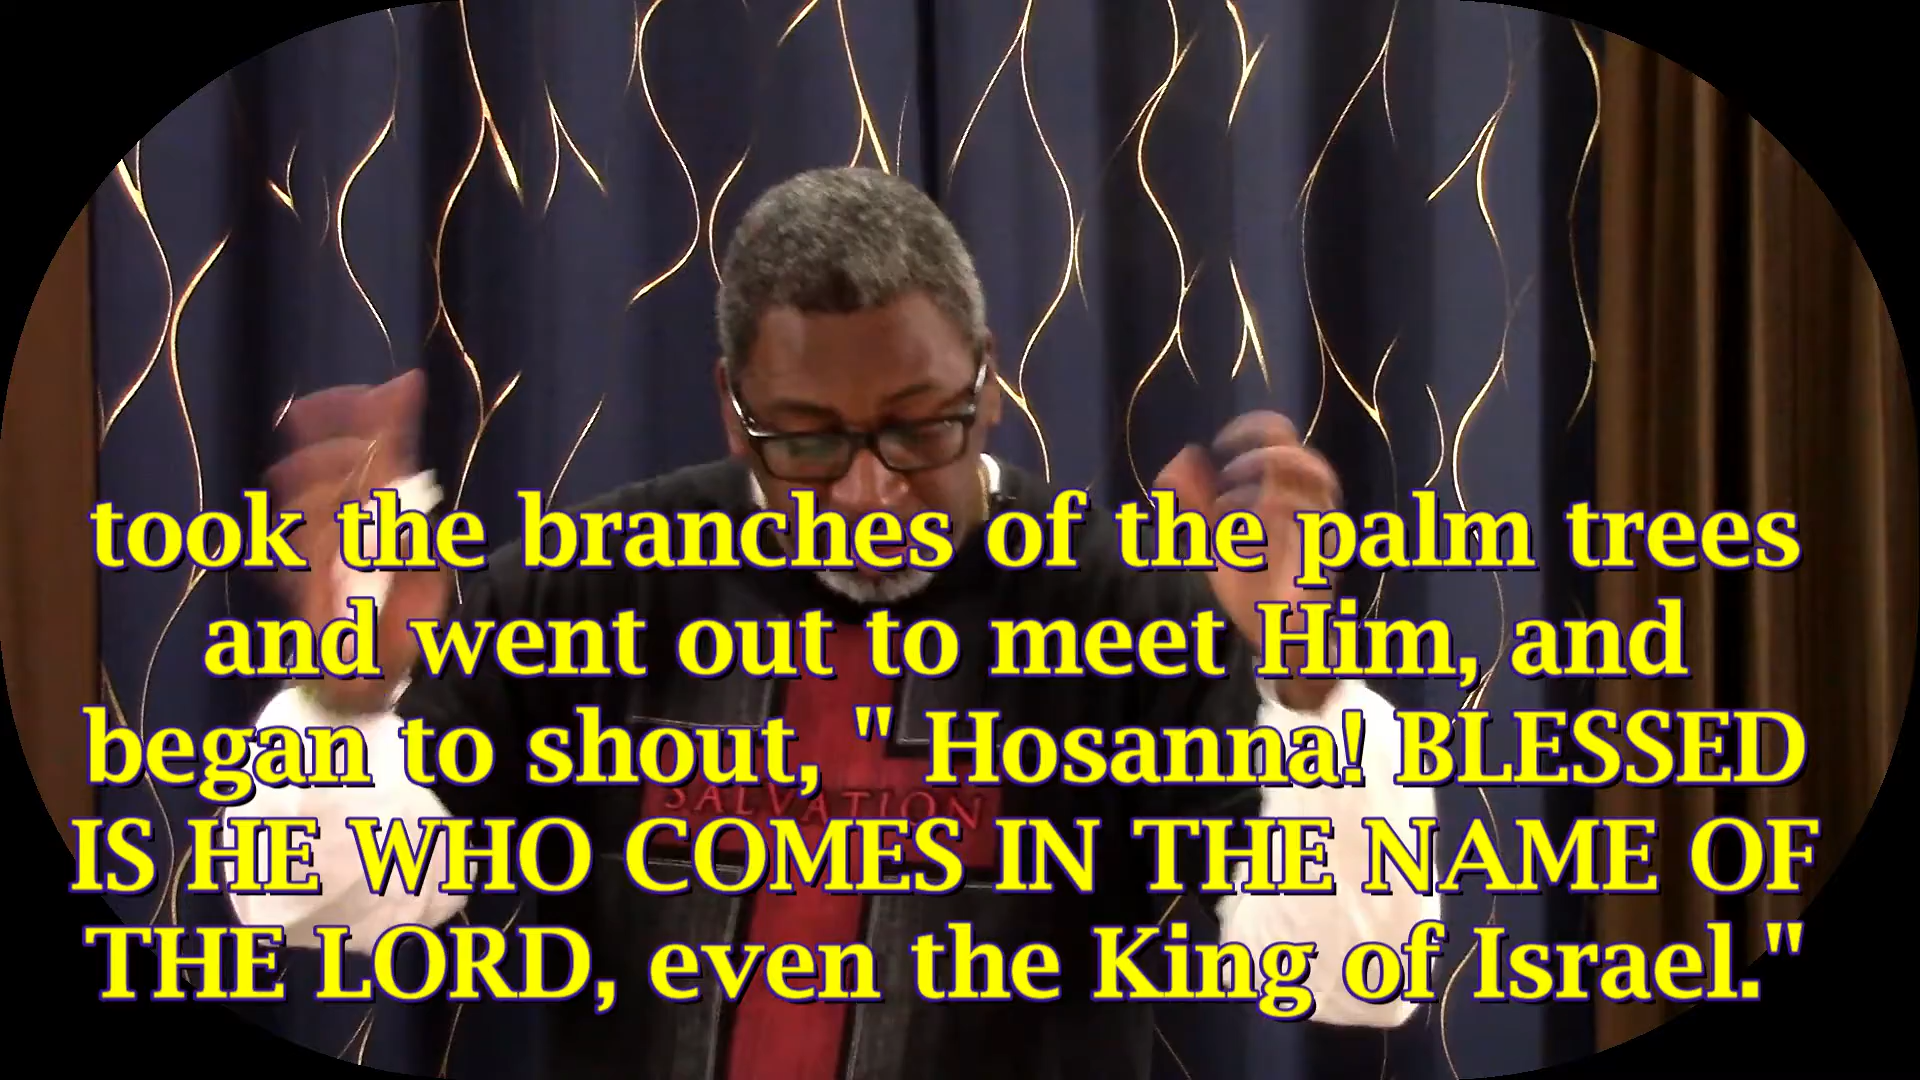 took the branches of the palm trees
and went out to meet Him, and
began to shout, " Hosanna! BLESSED
SALVATION
IS HE WHO COMES IN THE NAME OF
THE LORD, even the King of Israel."